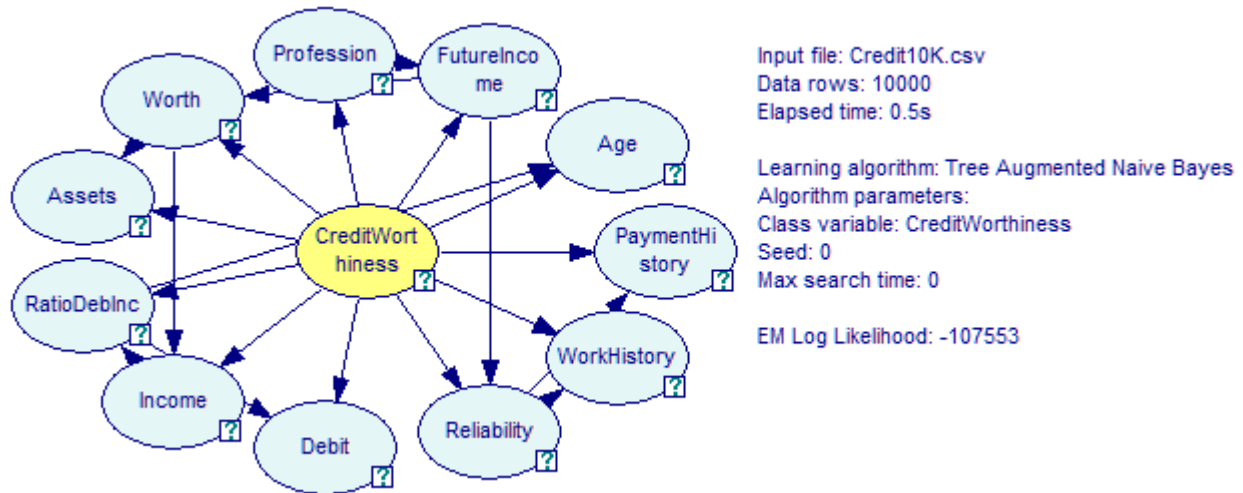 Profession
FutureInco
me
Worth
Age
Assets
CreditWort
hiness
PaymentHi
story
RatioDebInc
WorkHistory
Income
Debit
Reliability
?
?
?
?
?
?
?
?
?
?
?
?
Input file: Credit10K.csv
Data rows: 10000
Elapsed time: 0.5s
Learning algorithm: Tree Augmented Naive Bayes
Algorithm parameters:
Class variable: CreditWorthiness
Seed: 0
Max search time: 0
EM Log Likelihood: -107553